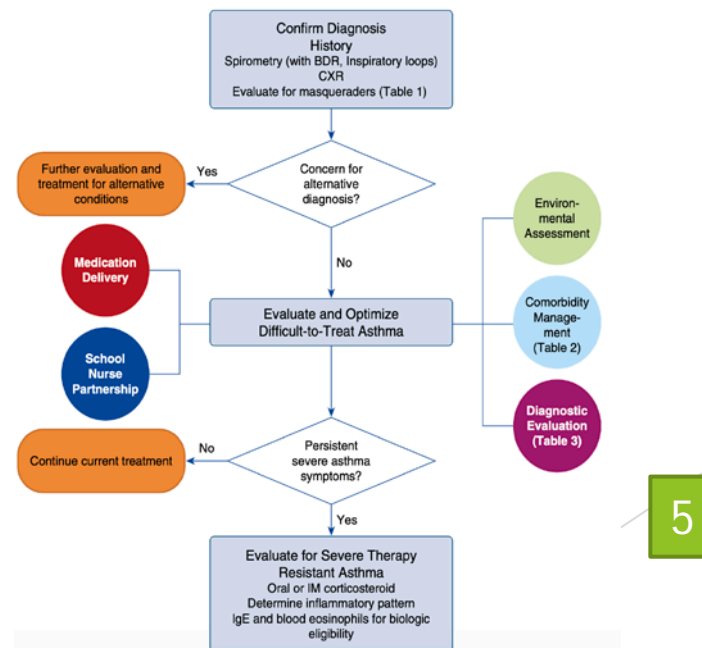 Confirm Diagnosis
History
Spirometry (with BDR, Inspiratory loops)
CXR
Evaluate for masqueraders (Table 1)
Further evaluation and
treatment for alternative
conditions
Yes
Concern for
alternative
diagnosis?
Environ-
mental
Assessment
No
Medication
Delivery
Evaluate and Optimize
Difficult-to-Treat Asthma
Comorbidity
Manage-
ment
(Table 2)
School
Nurse
Partnership
Diagnostic
Evaluation
(Table 3)
Continue current treatment
No
Persistent
severe asthma
symptoms?
5
Yes
Evaluate for Severe Therapy
Resistant Asthma
Oral or IM corticosteroid
Determine inflammatory pattern
IgE and blood eosinophils for biologic
eligibility